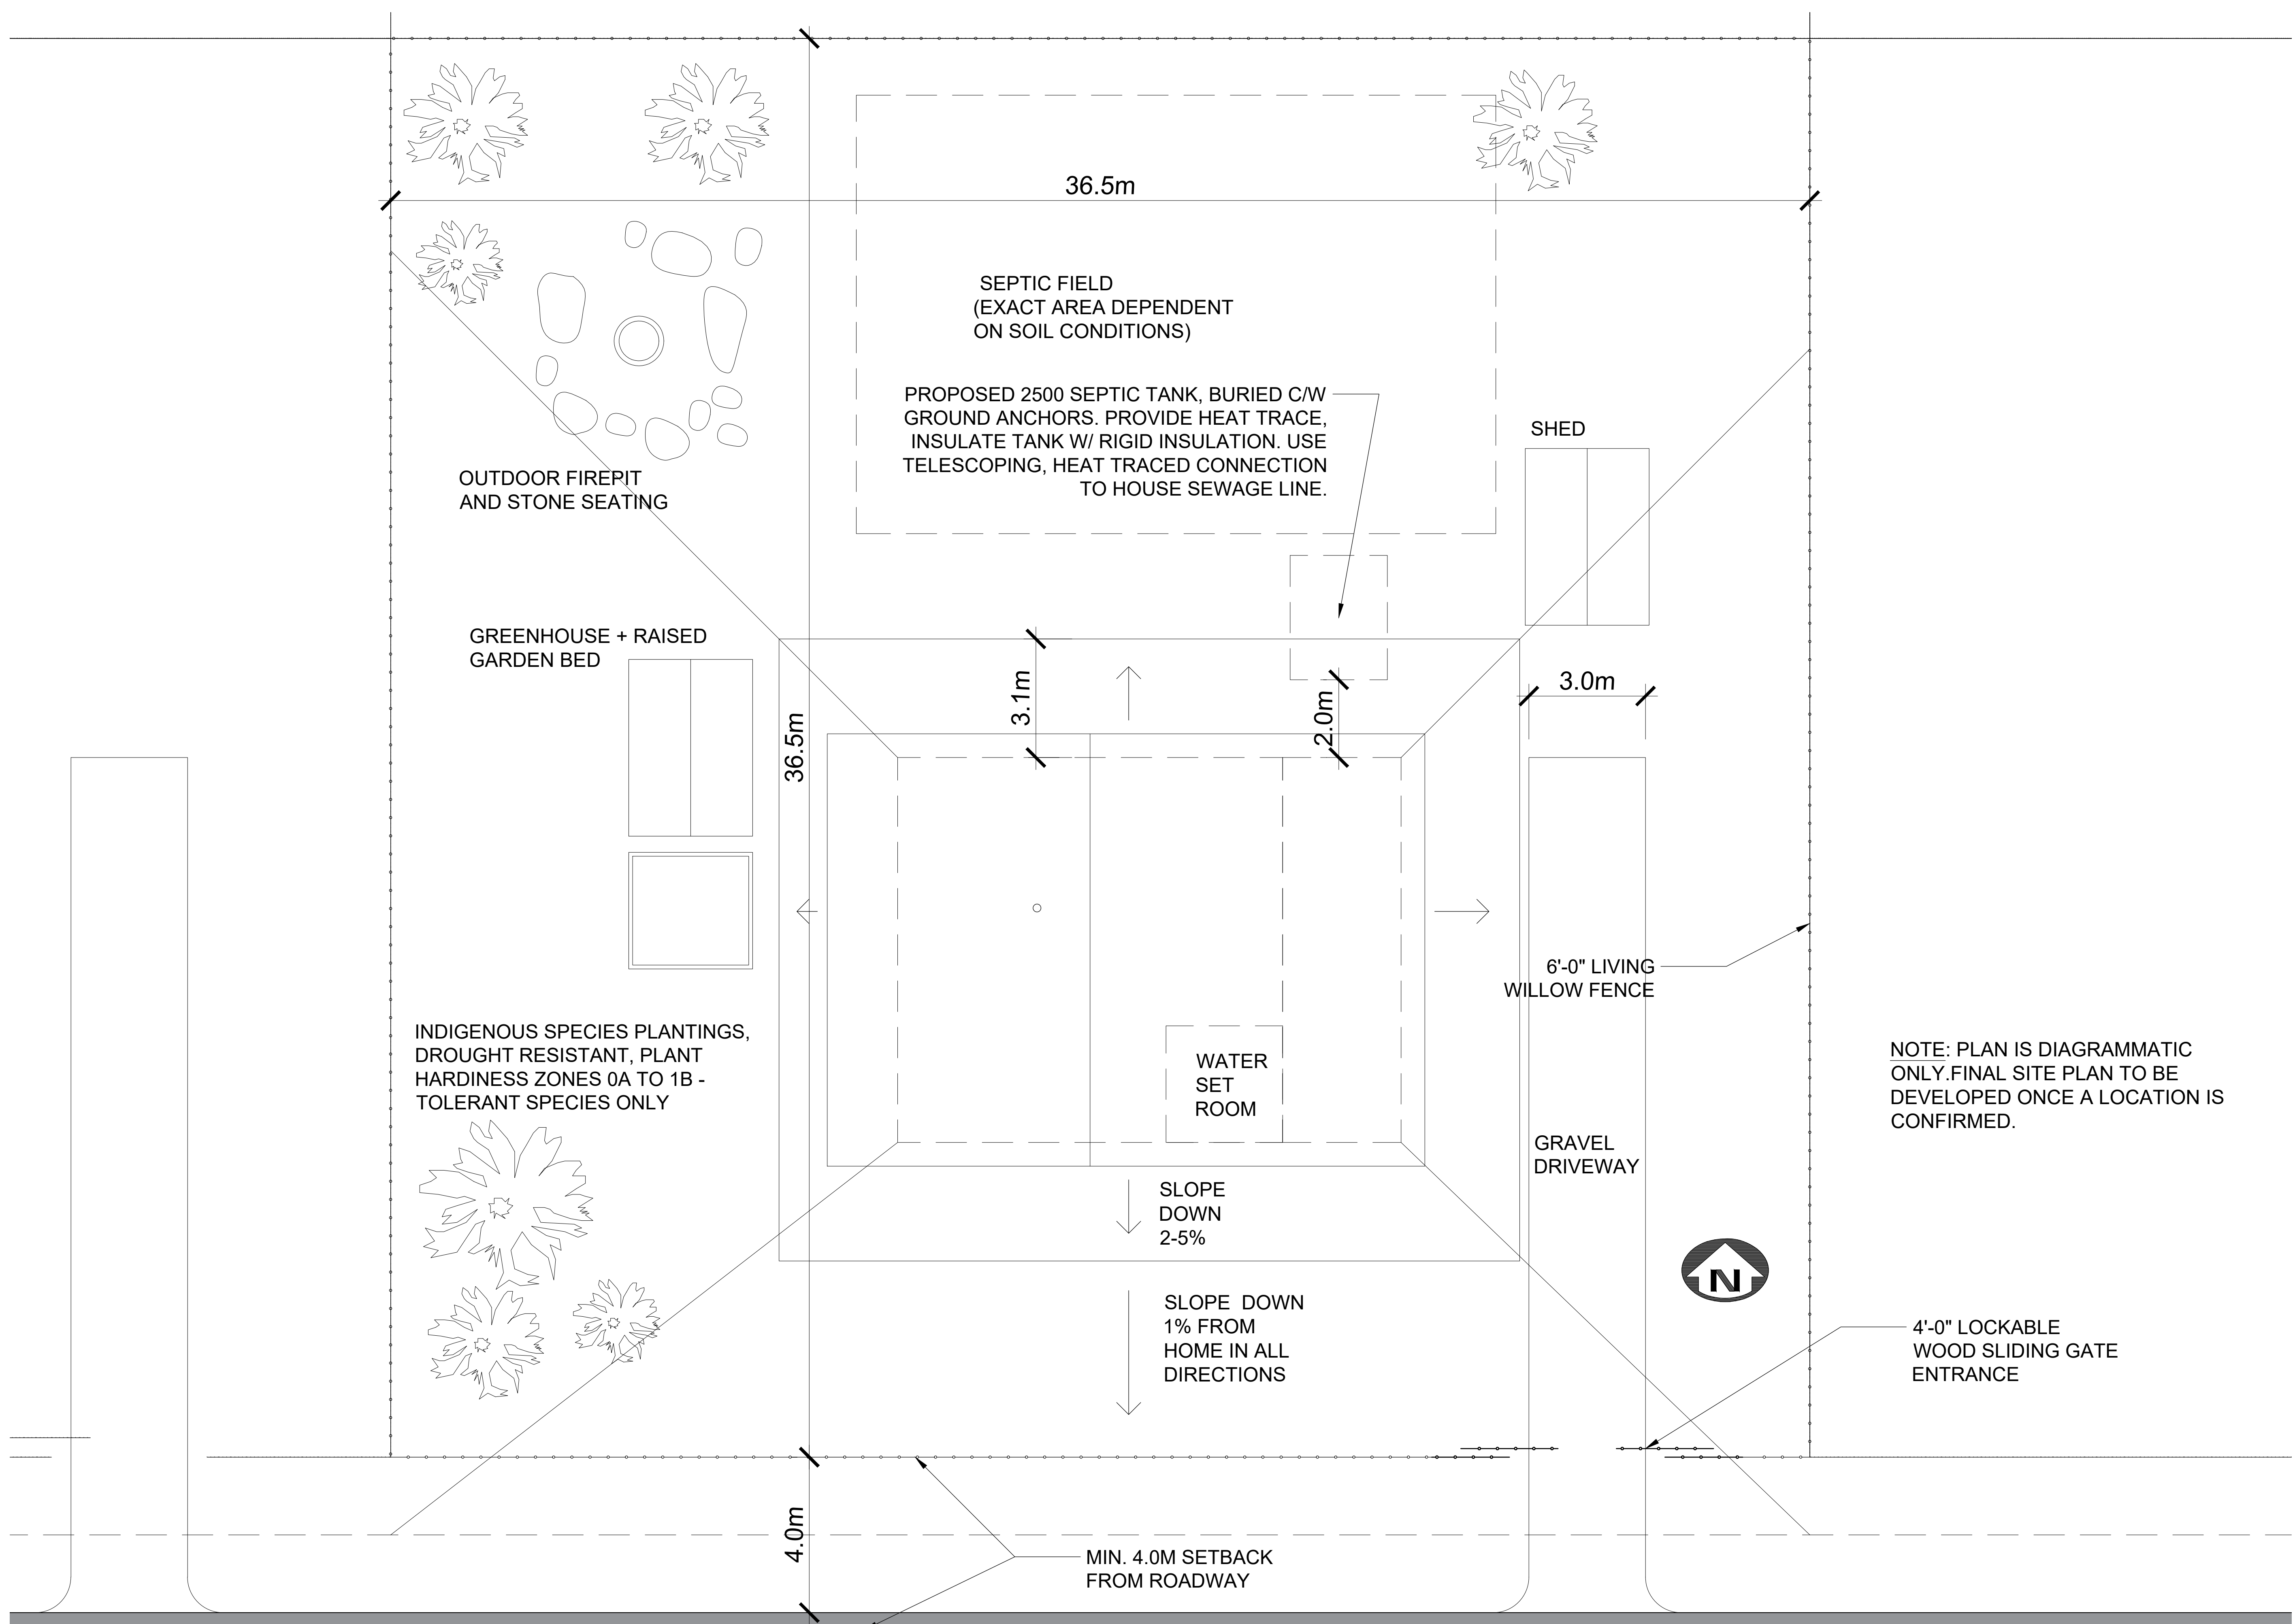 36.5m
SEPTIC FIELD
(EXACT AREA DEPENDENT
ON SOIL CONDITIONS)
PROPOSED 2500 SEPTIC TANK, BURIED C/W
GROUND ANCHORS. PROVIDE HEAT TRACE,
INSULATE TANK W/ RIGID INSULATION. USE
TELESCOPING, HEAT TRACED CONNECTION
TO HOUSE SEWAGE LINE.
SHED
OUTDOOR FIREPIT
AND STONE SEATING
GREENHOUSE + RAISED
GARDEN BED
36.5m
3.1m
2.0m
3.0m
6'-0" LIVING
WILLOW FENCE
INDIGENOUS SPECIES PLANTINGS,
DROUGHT RESISTANT, PLANT
HARDINESS ZONES 0A TO 1B -
TOLERANT SPECIES ONLY
WATER
SET
ROOM
NOTE: PLAN IS DIAGRAMMATIC
ONLY.FINAL SITE PLAN TO BE
DEVELOPED ONCE A LOCATION IS
CONFIRMED.
GRAVEL
DRIVEWAY
SLOPE
DOWN
2-5%
N
SLOPE DOWN
1% FROM
HOME IN ALL
DIRECTIONS
4'-0" LOCKABLE
WOOD SLIDING GATE
ENTRANCE
4.0m
MIN. 4.0M SETBACK
FROM ROADWAY